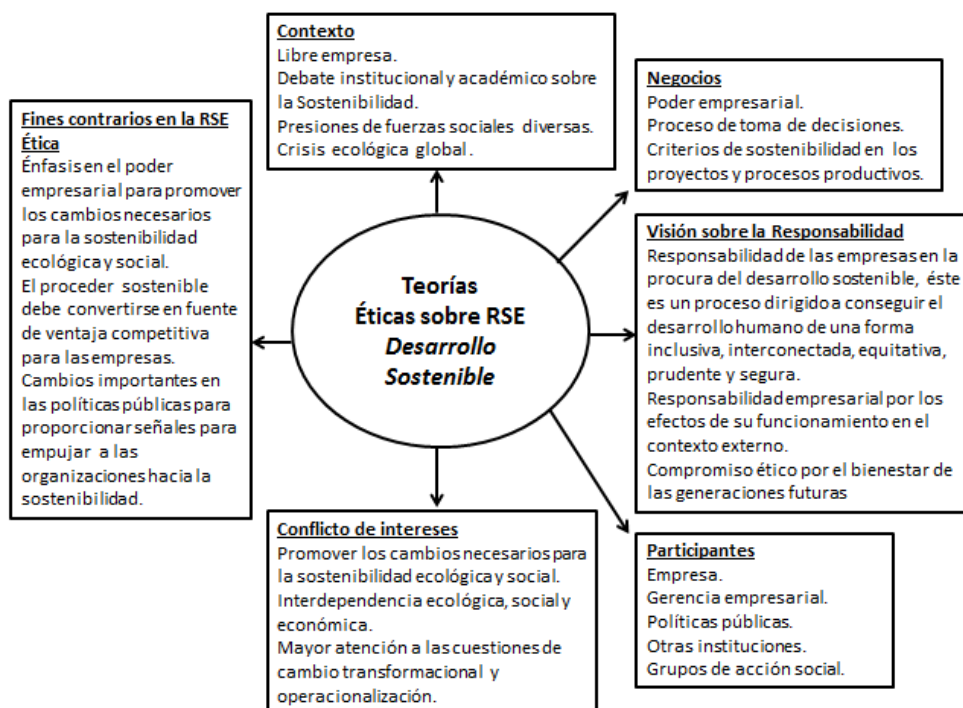 Contexto
Libre empresa.
Debate institucional y académico sobre
la Sostenibilidad.
Presiones de fuerzas sociales diversas.
Crisis ecológica global.
Negocios
Poder empresarial.
Proceso de toma de decisiones.
Criterios de sostenibilidad en los
proyectos y procesos productivos.
Fines contrarios en la RSE
Ética
Énfasis en el poder
empresarial para promover
los cambios necesarios
para la sostenibilidad
ecológica y social.
El proceder sostenible
debe convertirse en fuente
de ventaja competitiva
para las empresas.
Cambios importantes en
las políticas públicas para
proporcionar señales para
empujar a las
organizaciones hacia la
sostenibilidad.
Teorías
Éticas sobre RSE
Desarrollo
Sostenible
Visión sobre la Responsabilidad
Responsabilidad de las empresas en la
procura del desarrollo sostenible, éste
es un proceso dirigido a conseguir el
desarrollo humano de una forma
inclusiva, interconectada, equitativa,
prudente y segura.
Responsabilidad empresarial por los
efectos de su funcionamiento en el
contexto externo.
Compromiso ético por el bienestar de
las generaciones futuras
Conflicto de intereses
Promover los cambios necesarios para
la sostenibilidad ecológica y social.
Interdependencia ecológica, social y
económica.
Mayor atención a las cuestiones de
cambio transformacional y
operacionalización.
Participantes
Empresa.
Gerencia empresarial.
Políticas públicas.
Otras instituciones.
Grupos de acción social.